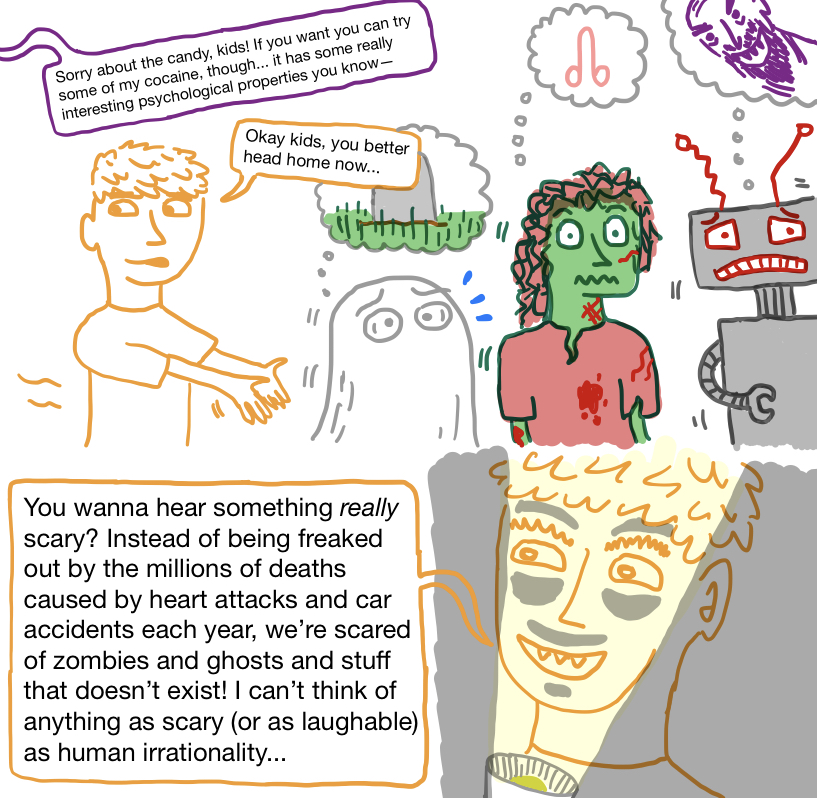 Sorry about the candy, kids! If you want you can try
some of my cocaine, though... it has some really
interesting psychological properties you know—
Okay kids, you better
head home now...
You wanna hear something really
scary? Instead of being freaked
out by the millions of deaths
caused by heart attacks and car
accidents each year, we’re scared
of zombies and ghosts and stuff
that doesn’t exist! I can’t think of
anything as scary (or as laughable)
as human irrationality...